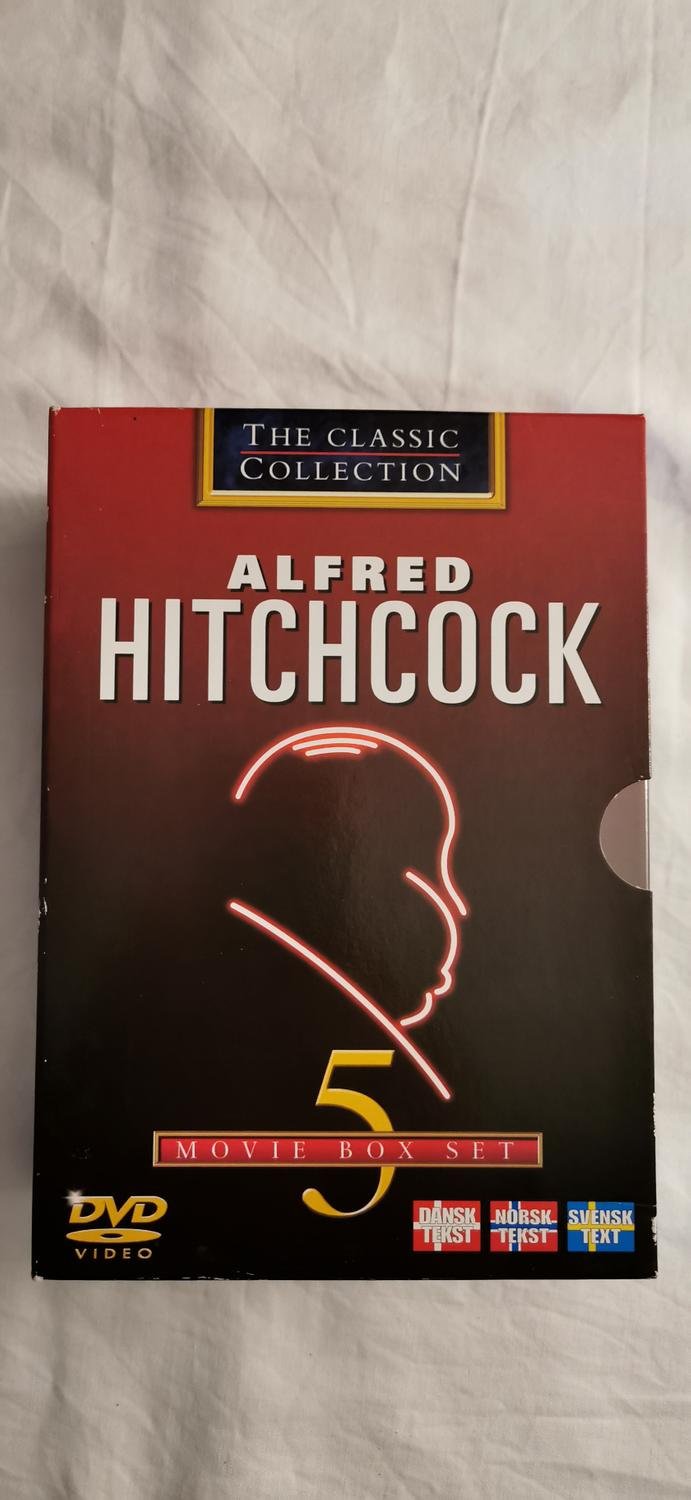 THE CLASSIC
COLLECTION
ALFRED
HITCHCOCK
5
MOVIE BOX SET
DVD
VIDEO
DANSK
TEKST
NORSK
TEKST
SVENSK
TEXT